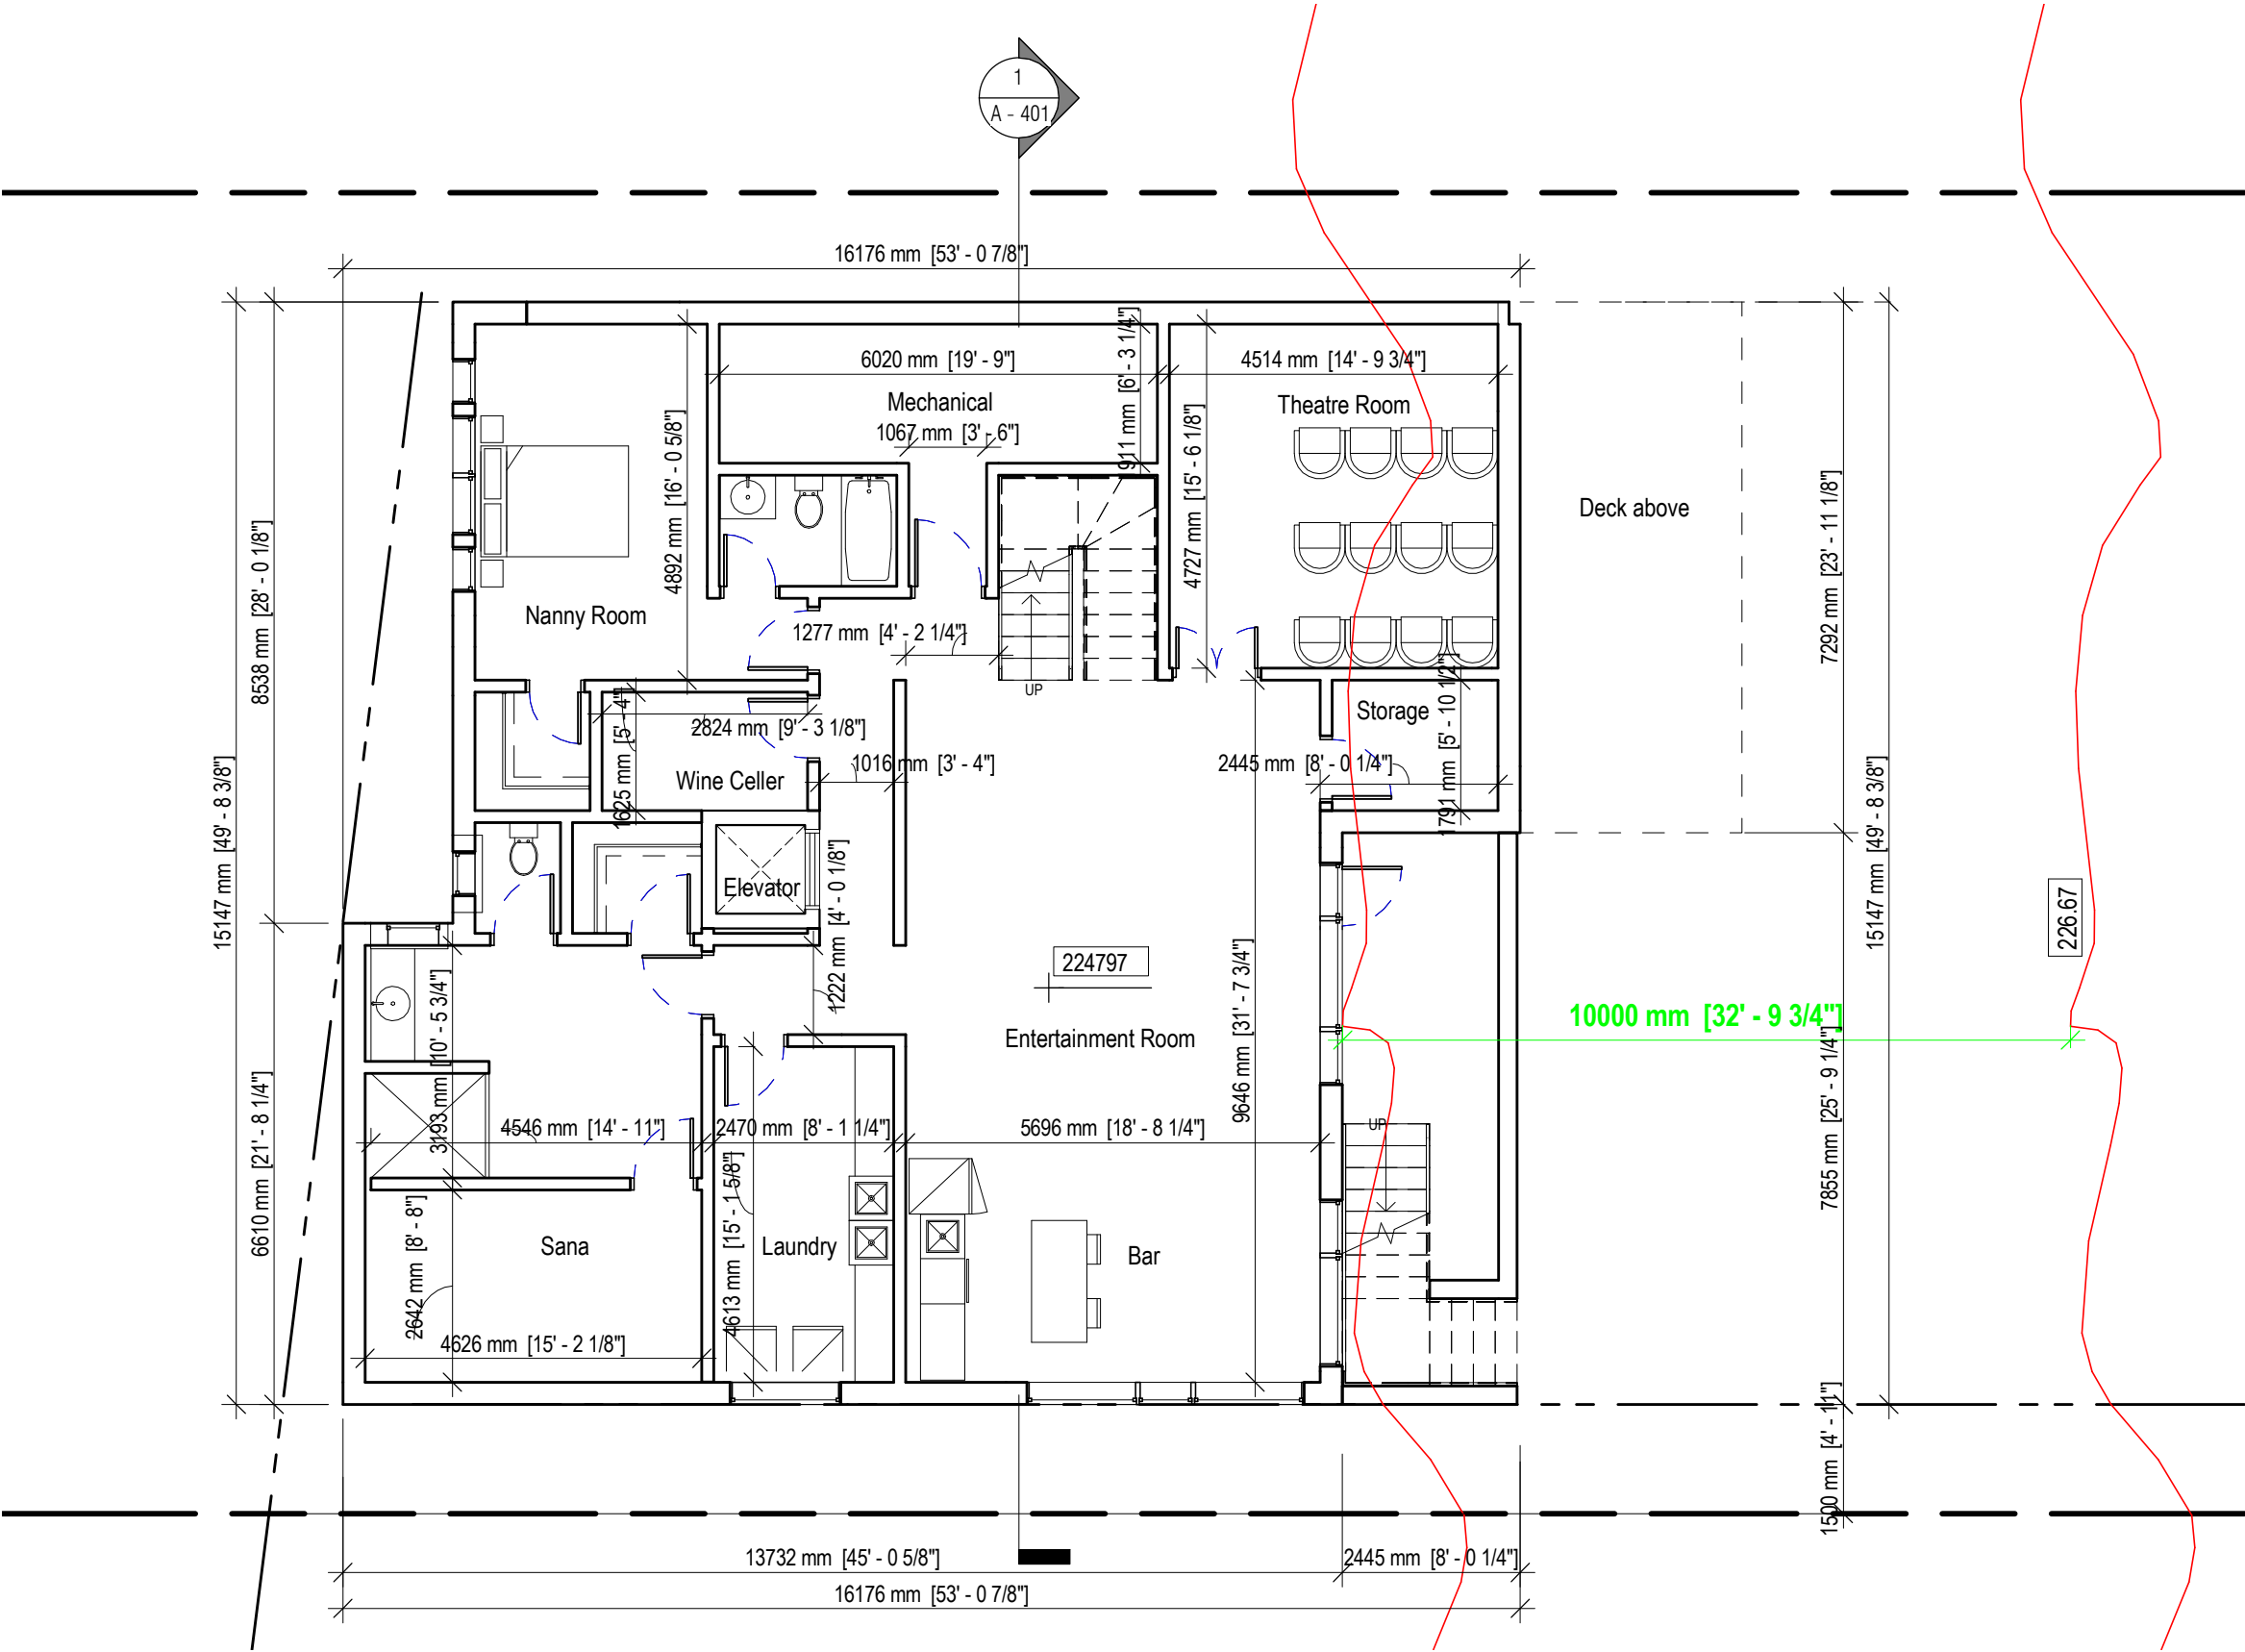 1
A - 401
16176 mm [53' - 0 7/8"]
6020 mm [19' - 9"]
911 mm [6' - 3 1/4"]
4514 mm [14' - 9 3/4"]
Mechanical
Theatre Room
1067 mm [3' - 6"]
4892 mm [16' - 0 5/8"]
4727 mm [15' - 6 1/8"]
Deck above
7292 mm [23' - 11 1/8"]
8538 mm [28' - 0 1/8"]
Nanny Room
1277 mm [4' - 2 1/4"]
UP
Storage
1791 mm [5' - 10 1/2"]
2824 mm [9' - 3 1/8"]
1625 mm [5' - 4"]
Wine Celler
1016 mm [3' - 4"]
2445 mm [8' - 0 1/4"]
15147 mm [49' - 8 3/8"]
15147 mm [49' - 8 3/8"]
Elevator
1222 mm [4' - 0 1/8"]
226.67
224797
10000 mm [32' - 9 3/4"]
Entertainment Room
3193 mm [10' - 5 3/4"]
9646 mm [31' - 7 3/4"]
4546 mm [14' - 11"]
2470 mm [8' - 1 1/4"]
5696 mm [18' - 8 1/4"]
UP
7855 mm [25' - 9 1/4"]
6610 mm [21' - 8 1/4"]
Sana
Laundry
Bar
2642 mm [8' - 8"]
4613 mm [15' - 1 5/8"]
4626 mm [15' - 2 1/8"]
1500 mm [4' - 11"]
13732 mm [45' - 0 5/8"]
2445 mm [8' - 0 1/4"]
16176 mm [53' - 0 7/8"]